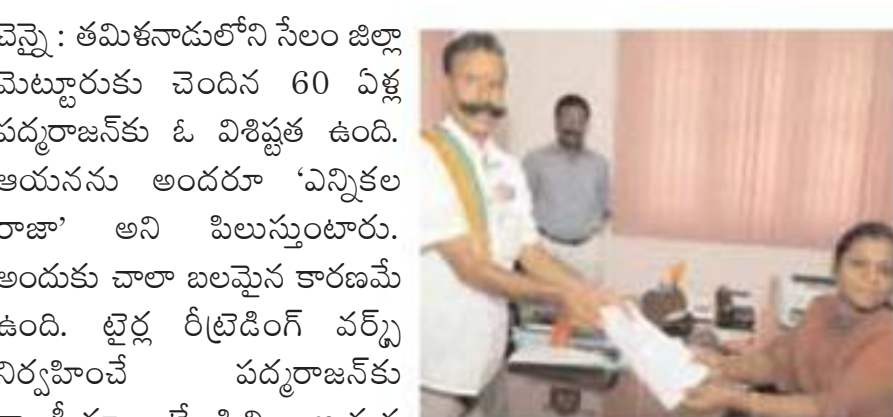 చెన్నై : తమిళనాడులోని సేలం జిల్లా
మెట్టూరుకు చెందిన 60 ఏళ్ల
పద్మరాజన్‌కు ఓ విశిష్టత ఉంది.
ఆయనను అందరూ ‘ఎన్నికల
రాజా’ అని పిలుస్తుంటారు.
అందుకు చాలా బలమైన కారణమే
ఉంది. టైర్ల రీట్రెడింగ్ వర్క్స్
నిర్వహించే పద్మరాజన్‌కు